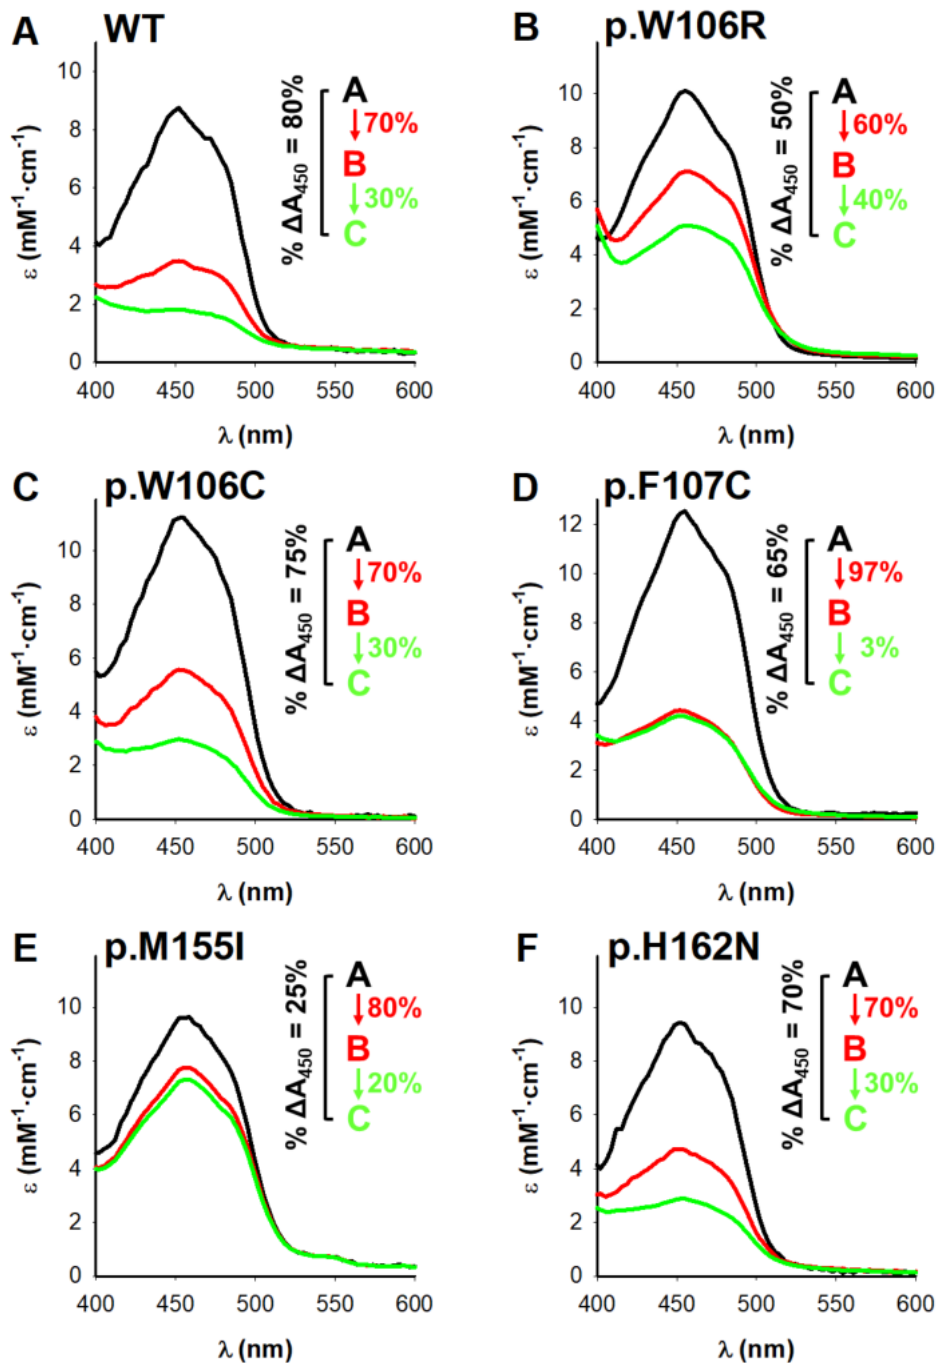 A WT
ε (mM-1·cm-1)
10
8
6
4
2
0
400 450 500 550 600
λ (nm)
% ΔA450 = 80%
A
70%
B
30%
C
B p.W106R
ε (mM-1·cm-1)
10
8
6
4
2
0
400 450 500 550 600
λ (nm)
% ΔA450 = 50%
A
60%
B
40%
C
C p.W106C
ε (mM-1·cm-1)
10
8
6
4
2
0
400 450 500 550 600
λ (nm)
% ΔA450 = 75%
A
70%
B
30%
C
D p.F107C
ε (mM-1·cm-1)
12
10
8
6
4
2
0
400 450 500 550 600
λ (nm)
% ΔA450 = 65%
A
97%
B
3%
C
E p.M155I
ε (mM-1·cm-1)
10
8
6
4
2
0
400 450 500 550 600
λ (nm)
% ΔA450 = 25%
A
80%
B
20%
C
F p.H162N
ε (mM-1·cm-1)
10
8
6
4
2
0
400 450 500 550 600
λ (nm)
% ΔA450 = 70%
A
70%
B
30%
C